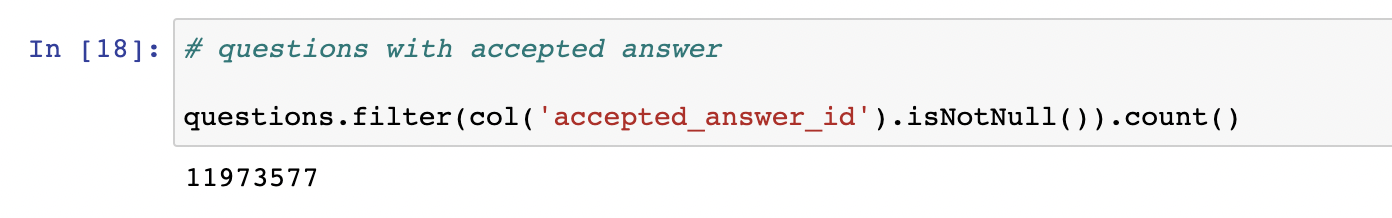 In [18]: # questions with accepted answer
questions.filter(col('accepted_answer_id').isNotNull()).count()
11973577